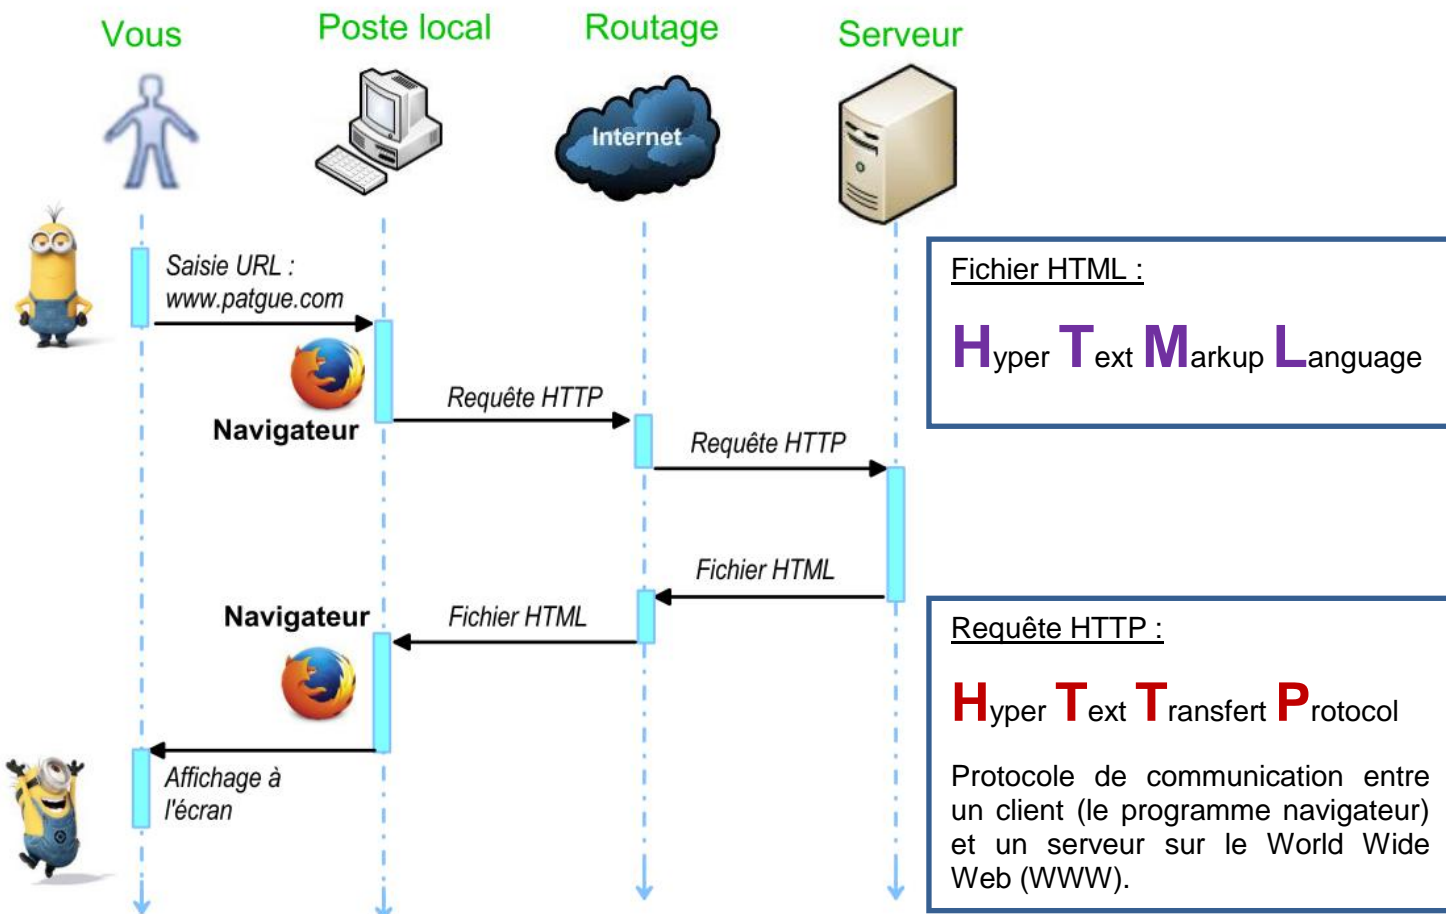 Vous
Poste local
Routage
Serveur
Internet
Saisie URL :
www.patgue.com
Navigateur
Requête HTTP
Requête HTTP
Fichier HTML
Navigateur
Fichier HTML
Affichage à
l'écran
Fichier HTML :
Hyper Text Markup Language
Requête HTTP :
Hyper Text Transfert Protocol
Protocole de communication entre
un client (le programme navigateur)
et un serveur sur le World Wide
Web (WWW).